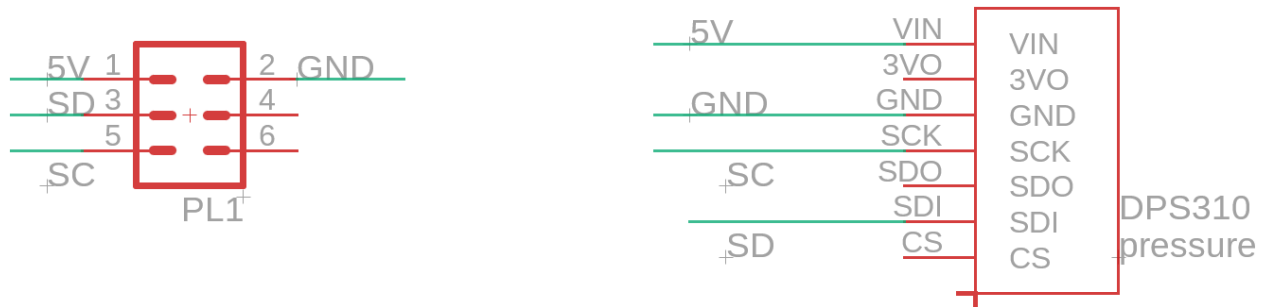 5V 1 2 GND
SD 3 4
5 6
SC
PL1
5V VIN VIN
3VO 3VO
GND GND GND
SCK SCK
SC SDO SDO
SDI SDI
SD CS CS
DPS310
pressure